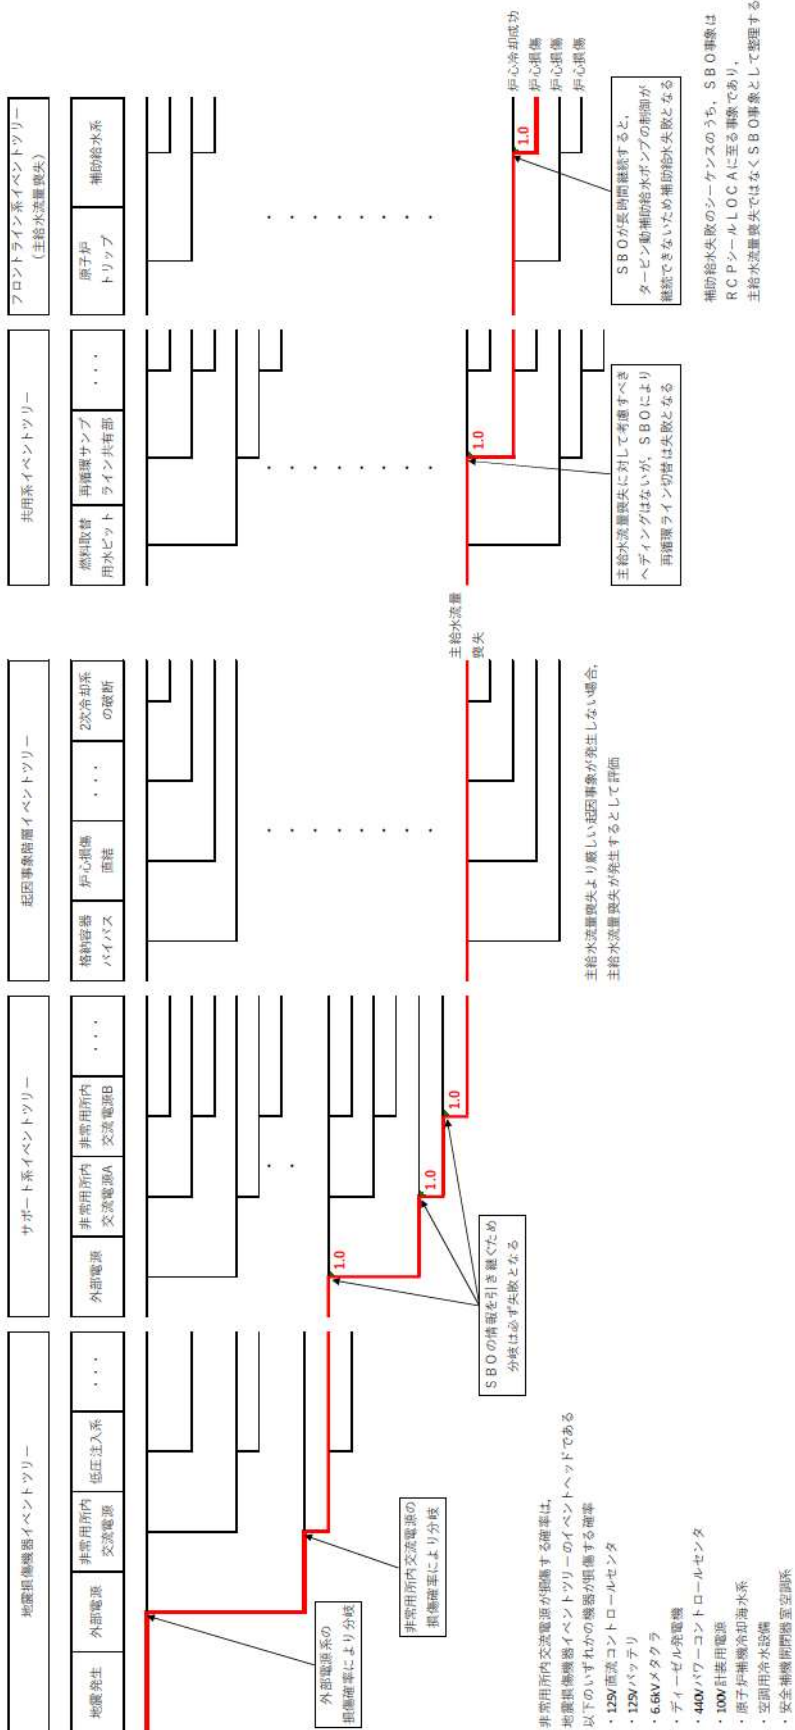 地震損傷機器イベントツリー
地震発生
外部電源
非常用所内
交流電源
低圧注入系
・・・
外部電源系の
損傷確率により分岐
非常用所内交流電源の
損傷確率により分岐
非常用所内交流電源が損傷する確率は,
地震損傷機器イベントツリーのイベントヘッドである
以下のいずれかの機器が損傷する確率
・125V直流コントロールセンタ
・125Vバッテリ
・6.6kVメタクラ
・ディーゼル発電機
・440Vパワーコントロールセンタ
・100V計装用電源
・原子炉補機冷却海水系
・空調用冷水設備
・安全補機開閉器室空調系
サポート系イベントツリー
外部電源
非常用所内
交流電源A
非常用所内
交流電源B
・・・
1.0
1.0
1.0
SBOの情報を引き継ぐため
分岐は必ず失敗となる
起因事象階層イベントツリー
格納容器
バイパス
炉心損傷
直結
・・・
2次冷却系
の破断
主給水流量
喪失
主給水流量喪失より厳しい起因事象が発生しない場合,
主給水流量喪失が発生するとして評価
共用系イベントツリー
燃料取替
用水ピット
再循環サンプ
ライン共有部
・・・
1.0
主給水流量喪失に対して考慮すべき
ヘディングはないが、SBOにより
再循環ライン切替は失敗となる
フロントライン系イベントツリー
(主給水流量喪失)
原子炉
トリップ
補助給水系
1.0
炉心冷却成功
炉心損傷
炉心損傷
炉心損傷
SBOが長時間継続すると,
タービン動補助給水ポンプの制御が
継続できないため補助給水失敗となる
補助給水失敗のシーケンスのうち、SBO事象は
RCPシールLOCAに至る事象であり,
主給水流量喪失ではなくSBO事象として整理する